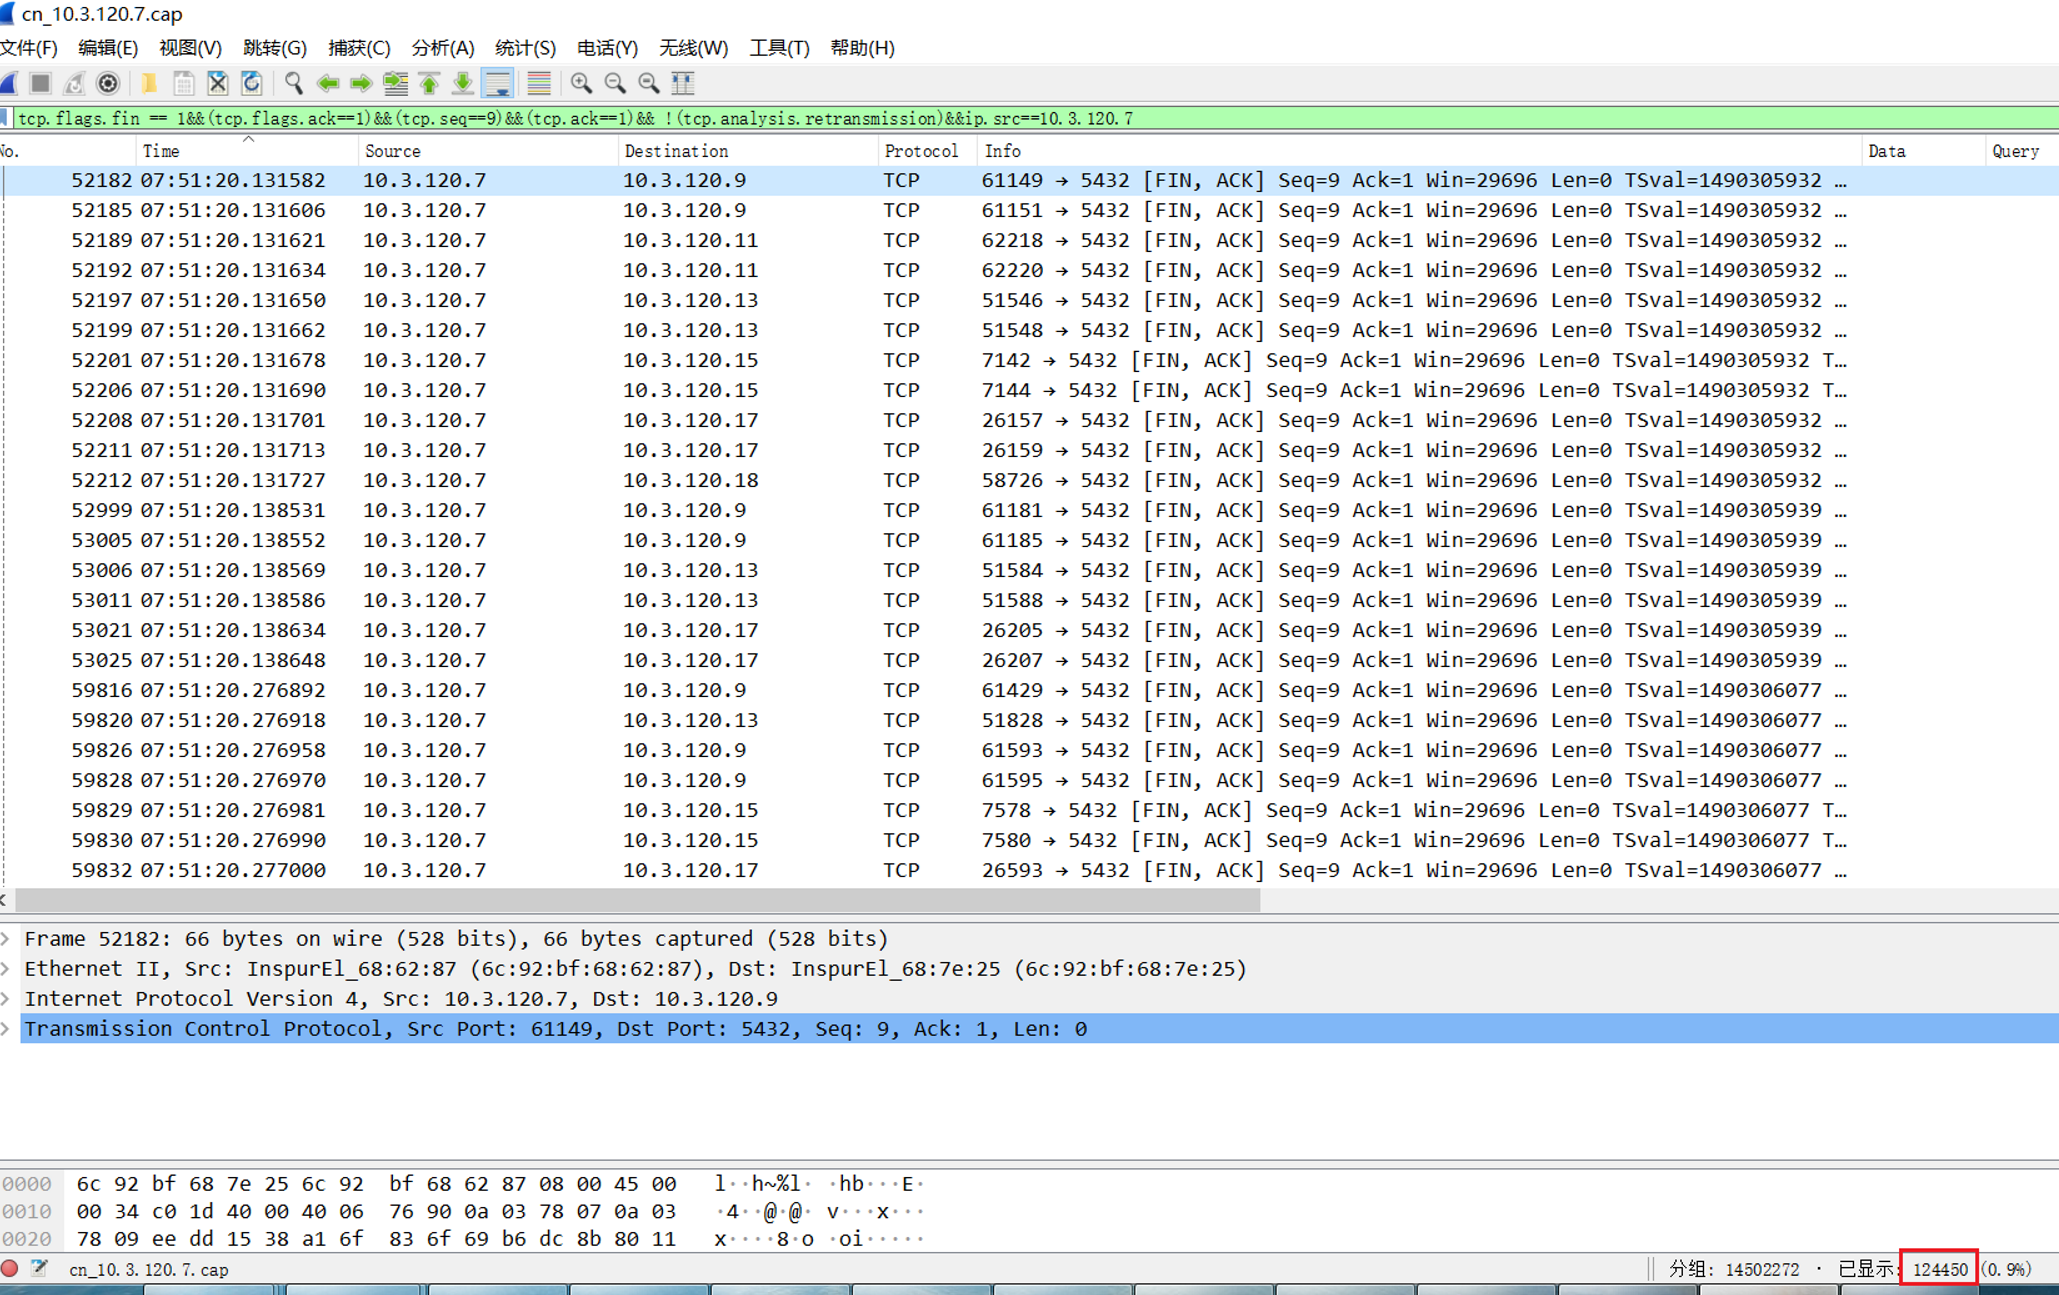 cn_10.3.120.7.cap
文件(F) 编辑(E) 视图(V) 跳转(G) 捕获(C) 分析(A) 统计(S) 电话(Y) 无线(W) 工具(T) 帮助(H)
tcp.flags.fin == 1&&(tcp.flags.ack==1)&&(tcp.seq==9)&&(tcp.ack==1)&& !(tcp.analysis.retransmission)&&ip.src==10.3.120.7
No. Time Source Destination Protocol Info Data Query
52182 07:51:20.131582 10.3.120.7 10.3.120.9 TCP 61149 → 5432 [FIN, ACK] Seq=9 Ack=1 Win=29696 Len=0 TSval=1490305932 …
52185 07:51:20.131606 10.3.120.7 10.3.120.9 TCP 61151 → 5432 [FIN, ACK] Seq=9 Ack=1 Win=29696 Len=0 TSval=1490305932 …
52189 07:51:20.131621 10.3.120.7 10.3.120.11 TCP 62218 → 5432 [FIN, ACK] Seq=9 Ack=1 Win=29696 Len=0 TSval=1490305932 …
52192 07:51:20.131634 10.3.120.7 10.3.120.11 TCP 62220 → 5432 [FIN, ACK] Seq=9 Ack=1 Win=29696 Len=0 TSval=1490305932 …
52197 07:51:20.131650 10.3.120.7 10.3.120.13 TCP 51546 → 5432 [FIN, ACK] Seq=9 Ack=1 Win=29696 Len=0 TSval=1490305932 …
52199 07:51:20.131662 10.3.120.7 10.3.120.13 TCP 51548 → 5432 [FIN, ACK] Seq=9 Ack=1 Win=29696 Len=0 TSval=1490305932 …
52201 07:51:20.131678 10.3.120.7 10.3.120.15 TCP 7142 → 5432 [FIN, ACK] Seq=9 Ack=1 Win=29696 Len=0 TSval=1490305932 T…
52206 07:51:20.131690 10.3.120.7 10.3.120.15 TCP 7144 → 5432 [FIN, ACK] Seq=9 Ack=1 Win=29696 Len=0 TSval=1490305932 T…
52208 07:51:20.131701 10.3.120.7 10.3.120.17 TCP 26157 → 5432 [FIN, ACK] Seq=9 Ack=1 Win=29696 Len=0 TSval=1490305932 …
52211 07:51:20.131713 10.3.120.7 10.3.120.17 TCP 26159 → 5432 [FIN, ACK] Seq=9 Ack=1 Win=29696 Len=0 TSval=1490305932 …
52212 07:51:20.131727 10.3.120.7 10.3.120.18 TCP 58726 → 5432 [FIN, ACK] Seq=9 Ack=1 Win=29696 Len=0 TSval=1490305932 …
52999 07:51:20.138531 10.3.120.7 10.3.120.9 TCP 61181 → 5432 [FIN, ACK] Seq=9 Ack=1 Win=29696 Len=0 TSval=1490305939 …
53005 07:51:20.138552 10.3.120.7 10.3.120.9 TCP 61185 → 5432 [FIN, ACK] Seq=9 Ack=1 Win=29696 Len=0 TSval=1490305939 …
53006 07:51:20.138569 10.3.120.7 10.3.120.13 TCP 51584 → 5432 [FIN, ACK] Seq=9 Ack=1 Win=29696 Len=0 TSval=1490305939 …
53011 07:51:20.138586 10.3.120.7 10.3.120.13 TCP 51588 → 5432 [FIN, ACK] Seq=9 Ack=1 Win=29696 Len=0 TSval=1490305939 …
53021 07:51:20.138634 10.3.120.7 10.3.120.17 TCP 26205 → 5432 [FIN, ACK] Seq=9 Ack=1 Win=29696 Len=0 TSval=1490305939 …
53025 07:51:20.138648 10.3.120.7 10.3.120.17 TCP 26207 → 5432 [FIN, ACK] Seq=9 Ack=1 Win=29696 Len=0 TSval=1490305939 …
59816 07:51:20.276892 10.3.120.7 10.3.120.9 TCP 61429 → 5432 [FIN, ACK] Seq=9 Ack=1 Win=29696 Len=0 TSval=1490306077 …
59820 07:51:20.276918 10.3.120.7 10.3.120.13 TCP 51828 → 5432 [FIN, ACK] Seq=9 Ack=1 Win=29696 Len=0 TSval=1490306077 …
59826 07:51:20.276958 10.3.120.7 10.3.120.9 TCP 61593 → 5432 [FIN, ACK] Seq=9 Ack=1 Win=29696 Len=0 TSval=1490306077 …
59828 07:51:20.276970 10.3.120.7 10.3.120.9 TCP 61595 → 5432 [FIN, ACK] Seq=9 Ack=1 Win=29696 Len=0 TSval=1490306077 …
59829 07:51:20.276981 10.3.120.7 10.3.120.15 TCP 7578 → 5432 [FIN, ACK] Seq=9 Ack=1 Win=29696 Len=0 TSval=1490306077 T…
59830 07:51:20.276990 10.3.120.7 10.3.120.15 TCP 7580 → 5432 [FIN, ACK] Seq=9 Ack=1 Win=29696 Len=0 TSval=1490306077 T…
59832 07:51:20.277000 10.3.120.7 10.3.120.17 TCP 26593 → 5432 [FIN, ACK] Seq=9 Ack=1 Win=29696 Len=0 TSval=1490306077 …
Frame 52182: 66 bytes on wire (528 bits), 66 bytes captured (528 bits)
Ethernet II, Src: InspurEl_68:62:87 (6c:92:bf:68:62:87), Dst: InspurEl_68:7e:25 (6c:92:bf:68:7e:25)
Internet Protocol Version 4, Src: 10.3.120.7, Dst: 10.3.120.9
Transmission Control Protocol, Src Port: 61149, Dst Port: 5432, Seq: 9, Ack: 1, Len: 0
0000 6c 92 bf 68 7e 25 6c 92 bf 68 62 87 08 00 45 00 l··h~%l· ·hb···E·
0010 00 34 c0 1d 40 00 40 06 76 90 0a 03 78 07 0a 03 ·4··@·@· v···x···
0020 78 09 ee dd 15 38 a1 6f 83 6f 69 b6 dc 8b 80 11 x····8·o ·oi·····
cn_10.3.120.7.cap 分组: 14502272 · 已显示: 124450 (0.9%)